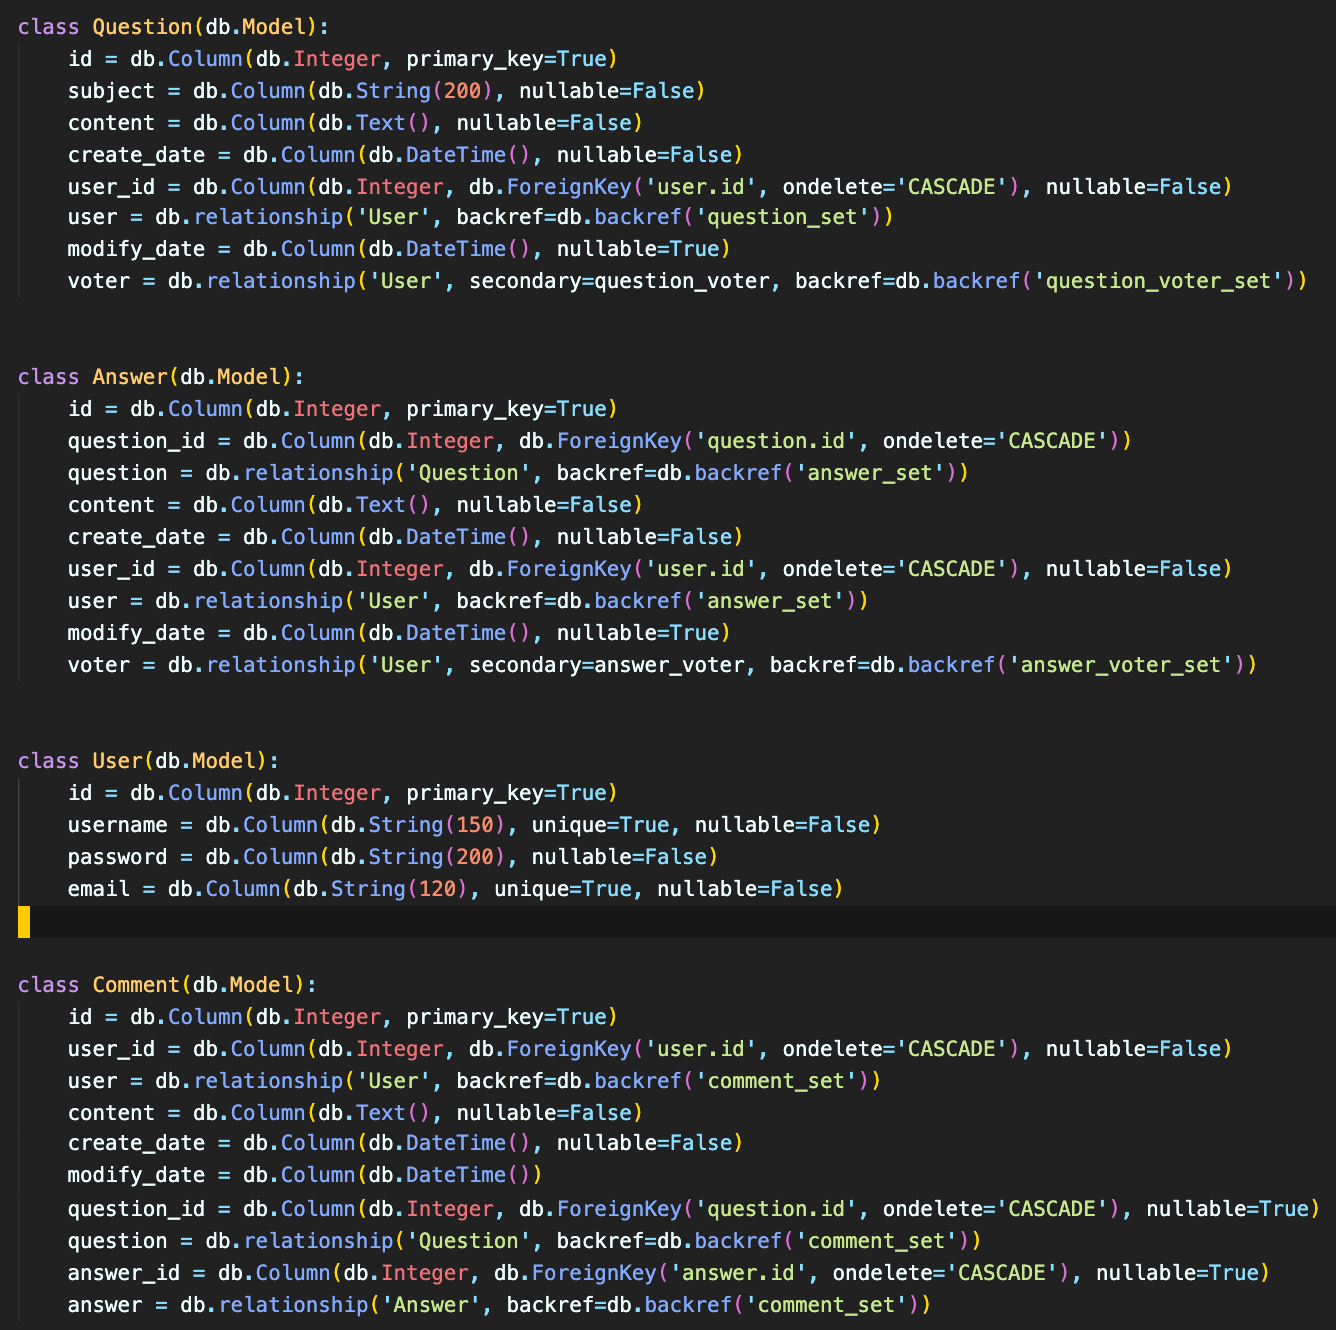 class Question(db.Model):
    id = db.Column(db.Integer, primary_key=True)
    subject = db.Column(db.String(200), nullable=False)
    content = db.Column(db.Text(), nullable=False)
    create_date = db.Column(db.DateTime(), nullable=False)
    user_id = db.Column(db.Integer, db.ForeignKey('user.id', ondelete='CASCADE'), nullable=False)
    user = db.relationship('User', backref=db.backref('question_set'))
    modify_date = db.Column(db.DateTime(), nullable=True)
    voter = db.relationship('User', secondary=question_voter, backref=db.backref('question_voter_set'))
class Answer(db.Model):
    id = db.Column(db.Integer, primary_key=True)
    question_id = db.Column(db.Integer, db.ForeignKey('question.id', ondelete='CASCADE'))
    question = db.relationship('Question', backref=db.backref('answer_set'))
    content = db.Column(db.Text(), nullable=False)
    create_date = db.Column(db.DateTime(), nullable=False)
    user_id = db.Column(db.Integer, db.ForeignKey('user.id', ondelete='CASCADE'), nullable=False)
    user = db.relationship('User', backref=db.backref('answer_set'))
    modify_date = db.Column(db.DateTime(), nullable=True)
    voter = db.relationship('User', secondary=answer_voter, backref=db.backref('answer_voter_set'))
class User(db.Model):
    id = db.Column(db.Integer, primary_key=True)
    username = db.Column(db.String(150), unique=True, nullable=False)
    password = db.Column(db.String(200), nullable=False)
    email = db.Column(db.String(120), unique=True, nullable=False)
class Comment(db.Model):
    id = db.Column(db.Integer, primary_key=True)
    user_id = db.Column(db.Integer, db.ForeignKey('user.id', ondelete='CASCADE'), nullable=False)
    user = db.relationship('User', backref=db.backref('comment_set'))
    content = db.Column(db.Text(), nullable=False)
    create_date = db.Column(db.DateTime(), nullable=False)
    modify_date = db.Column(db.DateTime())
    question_id = db.Column(db.Integer, db.ForeignKey('question.id', ondelete='CASCADE'), nullable=True)
    question = db.relationship('Question', backref=db.backref('comment_set'))
    answer_id = db.Column(db.Integer, db.ForeignKey('answer.id', ondelete='CASCADE'), nullable=True)
    answer = db.relationship('Answer', backref=db.backref('comment_set'))